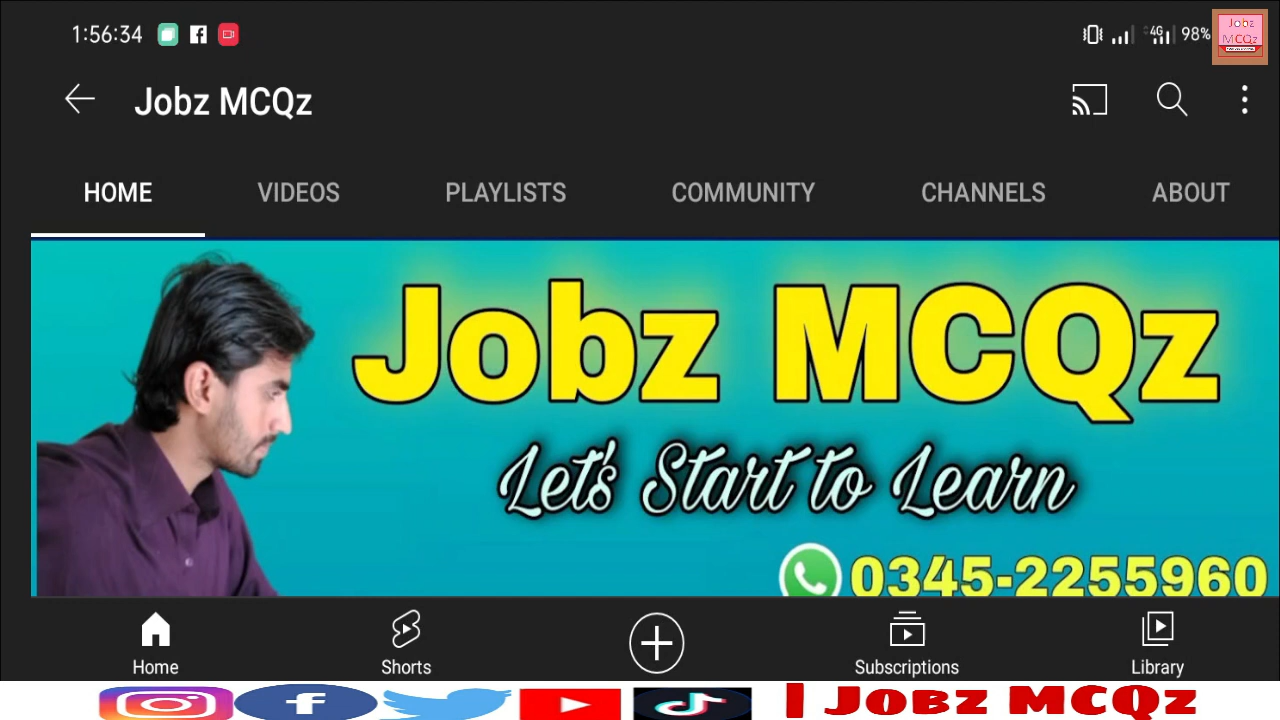 1:56:34 4G 98%
Jobz
MCQz
Jobz MCQz
HOME VIDEOS PLAYLISTS COMMUNITY CHANNELS ABOUT
Jobz MCQz
Let's Start to Learn
0345-2255960
Home Shorts Subscriptions Library
| JOBZ MCQZ